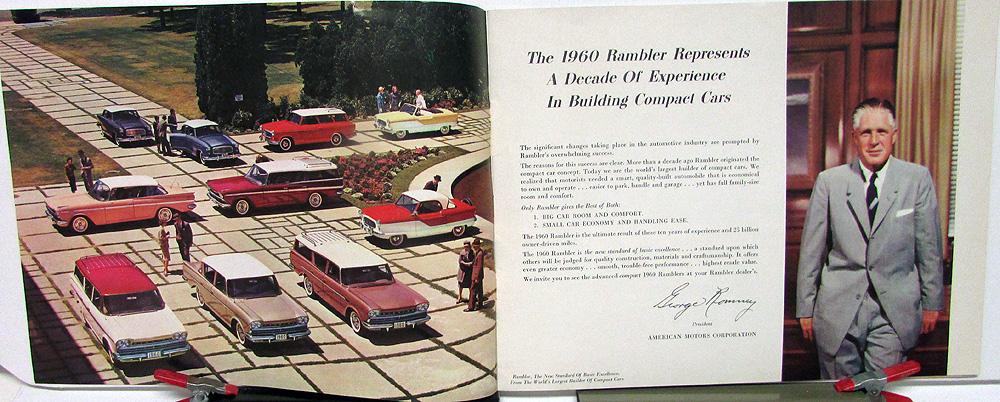 The 1960 Rambler Represents
A Decade Of Experience
In Building Compact Cars
The significant changes taking place in the automotive industry are prompted by
Rambler's overwhelming success.
The reasons for this success are clear. More than a decade ago Rambler originated the
compact car concept. Today we are the world's largest builder of compact cars. We
realized that motorists needed a smart, quality-built automobile that is economical
to own and operate . . . easier to park, handle and garage . . . yet has full family-size
room and comfort.
Only Rambler gives the Best of Both:
1. BIG CAR ROOM AND COMFORT.
2. SMALL CAR ECONOMY AND HANDLING EASE.
The 1960 Rambler is the ultimate result of these ten years of experience and 25 billion
owner-driven miles.
The 1960 Rambler is the new standard of basic excellence . . . a standard upon which
others will be judged for quality construction, materials and craftsmanship. It offers
even greater economy . . . smooth, trouble-free performance . . . highest resale value.
We invite you to see the advanced compact 1960 Ramblers at your Rambler dealer's.
George Romney
President
AMERICAN MOTORS CORPORATION
Rambler, The New Standard Of Basic Excellence,
From The World's Largest Builder Of Compact Cars
1960
1960
1960